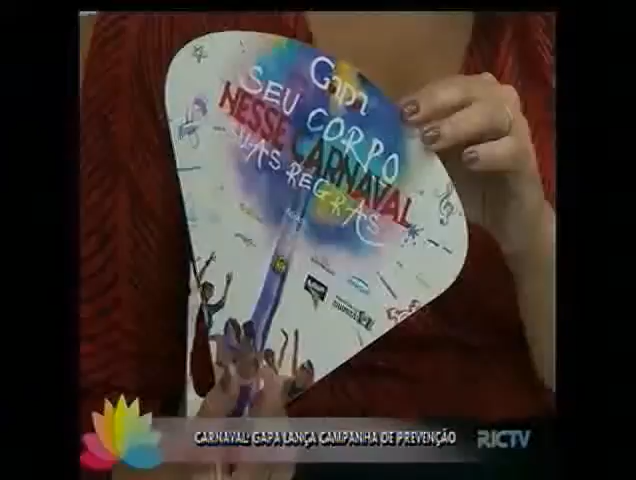 Gapa
SEU CORPO
NESSE CARNAVAL
SUAS REGRAS
CARNAVAL: GAPA LANÇA CAMPANHA DE PREVENÇÃO
RICTV